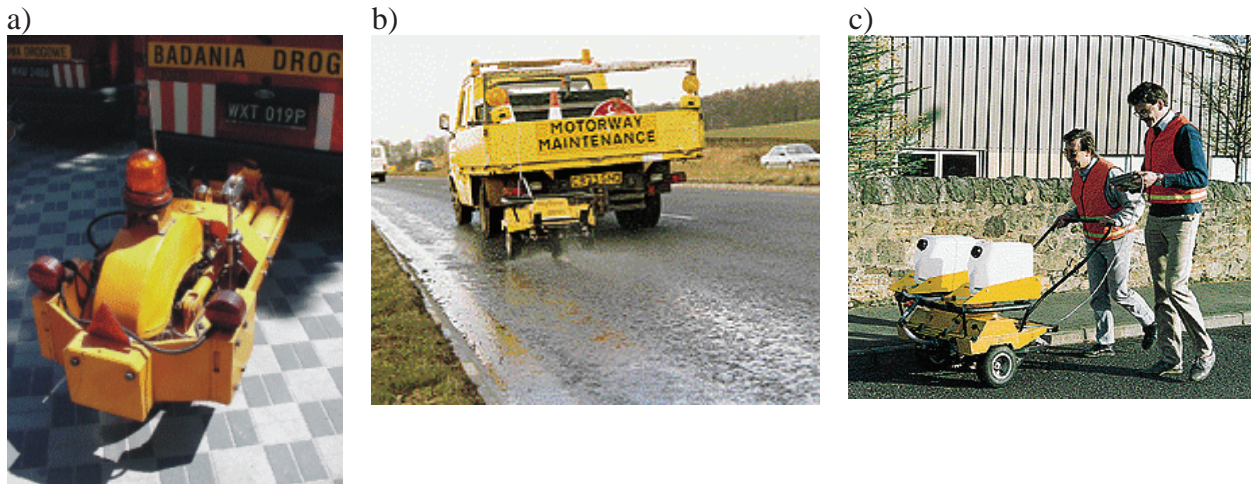 a)
b)
c)
BADANIA DROG
WXT 019P
MOTORWAY
MAINTENANCE